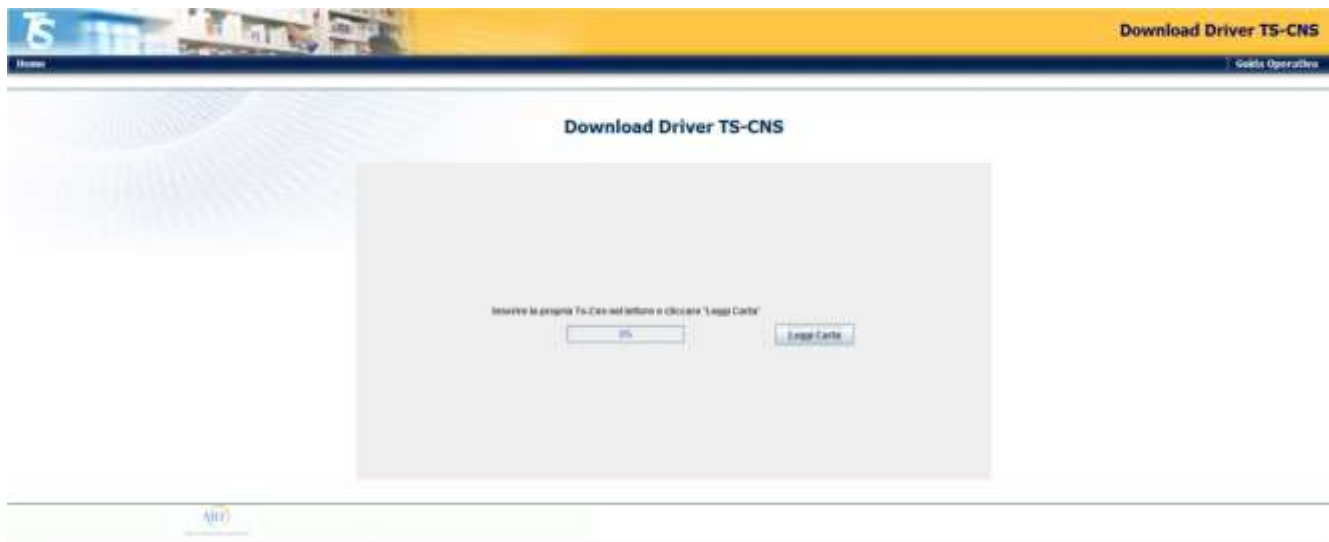 TS
Download Driver TS-CNS
Home
Guida Operativa
Download Driver TS-CNS
Inserire la propria Ts-Cns nel lettore e cliccare "Leggi Carta"
0%
Leggi Carta